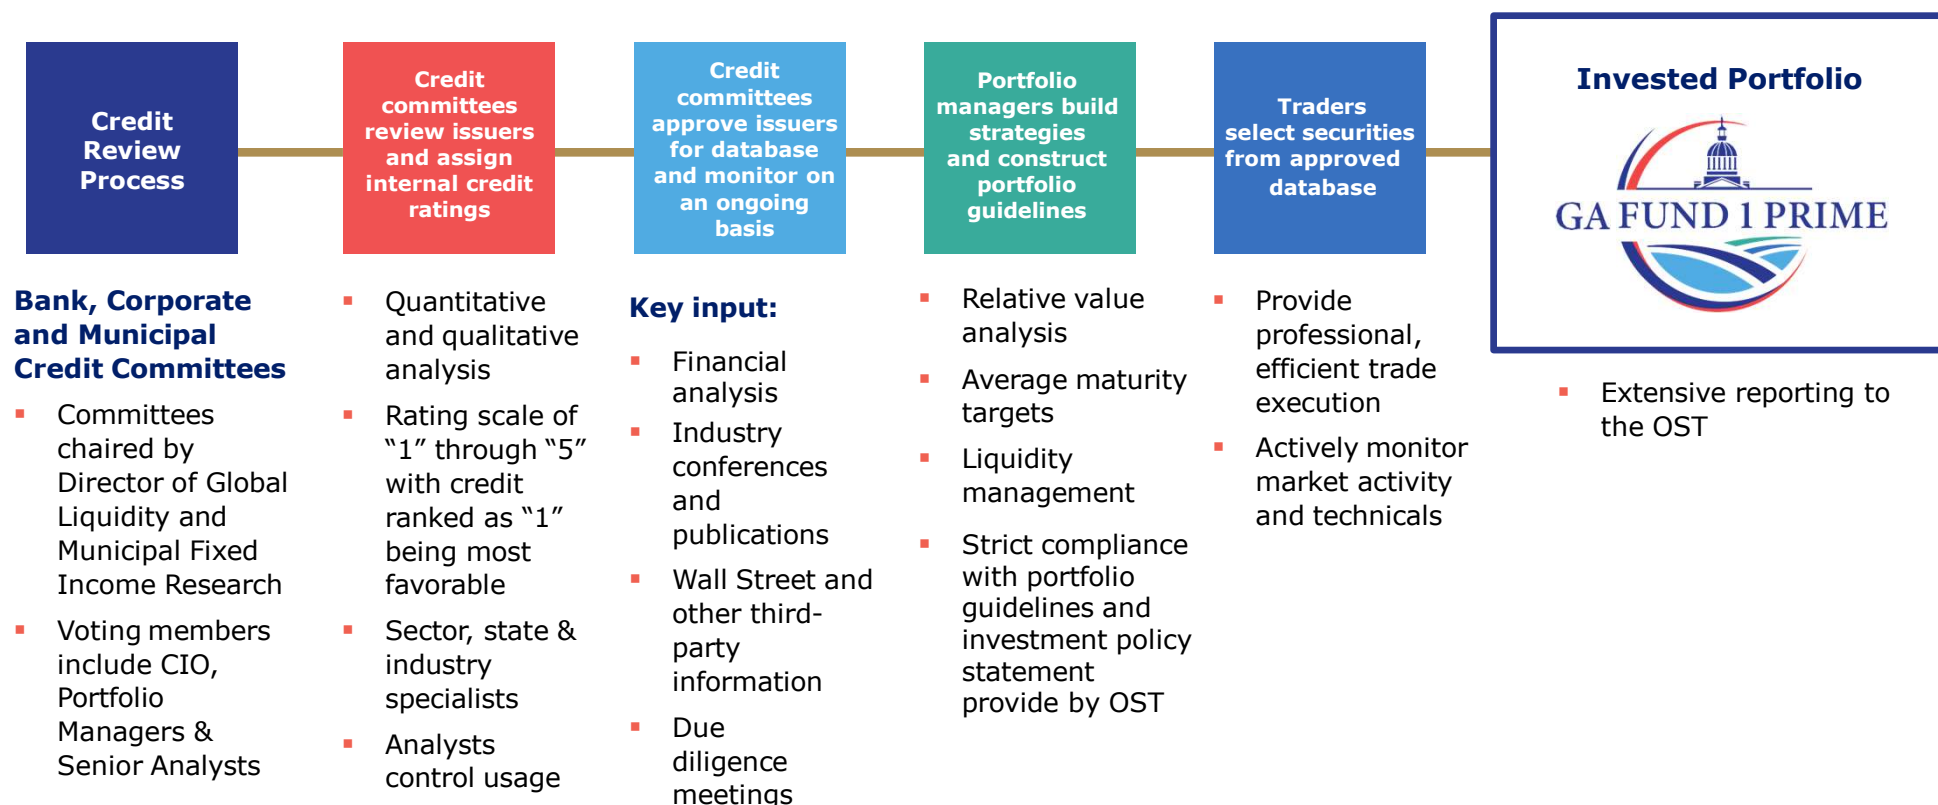 Credit
Review
Process
Credit
committees
review issuers
and assign
internal credit
ratings
Credit
committees
approve issuers
for database
and monitor on
an ongoing
basis
Portfolio
managers build
strategies
and construct
portfolio
guidelines
Traders
select securities
from approved
database
Invested Portfolio
GA FUND 1 PRIME
Bank, Corporate
and Municipal
Credit Committees
▪ Committees
chaired by
Director of Global
Liquidity and
Municipal Fixed
Income Research
▪ Voting members
include CIO,
Portfolio
Managers &
Senior Analysts
▪ Quantitative
and qualitative
analysis
▪ Rating scale of
“1” through “5”
with credit
ranked as “1”
being most
favorable
▪ Sector, state &
industry
specialists
▪ Analysts
control usage
Key input:
▪ Financial
analysis
▪ Industry
conferences
and
publications
▪ Wall Street and
other third-
party
information
▪ Due
diligence
meetings
▪ Relative value
analysis
▪ Average maturity
targets
▪ Liquidity
management
▪ Strict compliance
with portfolio
guidelines and
investment policy
statement
provide by OST
▪ Provide
professional,
efficient trade
execution
▪ Actively monitor
market activity
and technicals
▪ Extensive reporting to
the OST